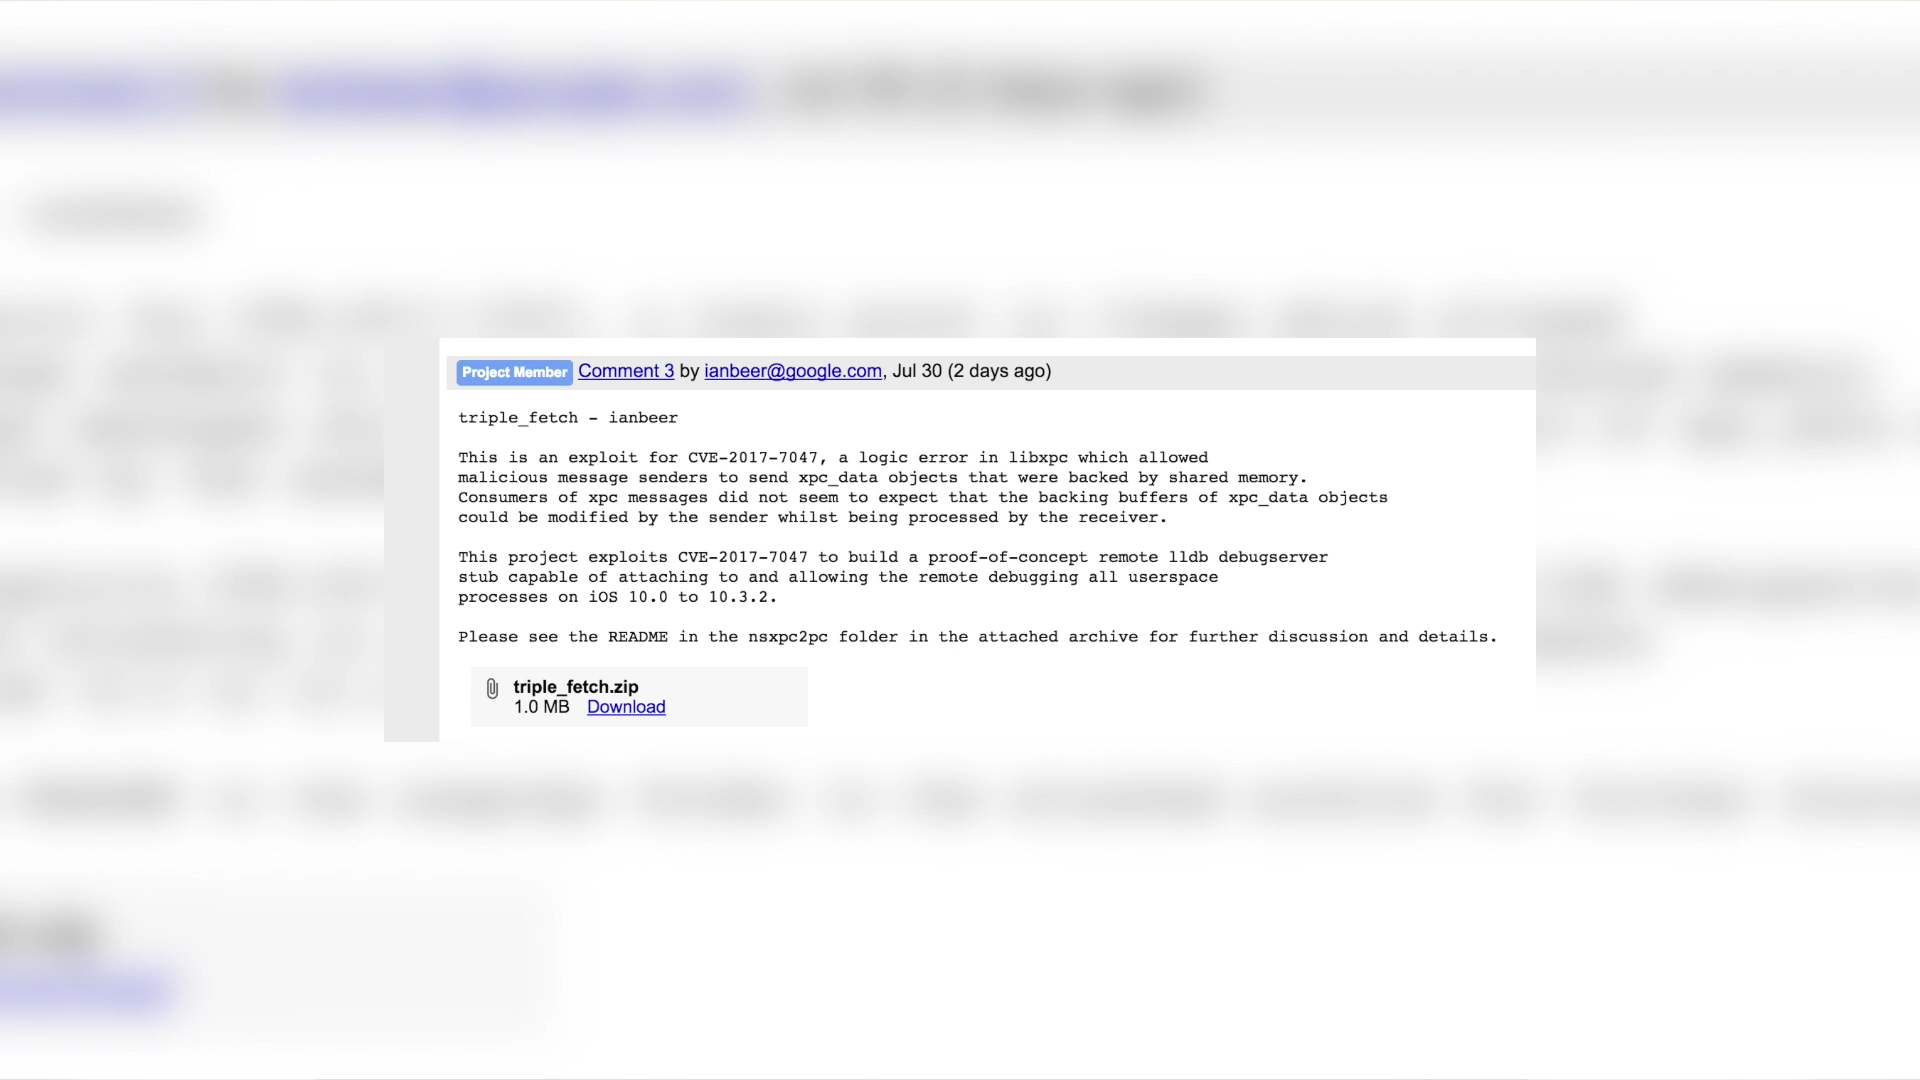 Project Member Comment 3 by ianbeer@google.com, Jul 30 (2 days ago)
triple_fetch - ianbeer
This is an exploit for CVE-2017-7047, a logic error in libxpc which allowed
malicious message senders to send xpc_data objects that were backed by shared memory.
Consumers of xpc messages did not seem to expect that the backing buffers of xpc_data objects
could be modified by the sender whilst being processed by the receiver.
This project exploits CVE-2017-7047 to build a proof-of-concept remote lldb debugserver
stub capable of attaching to and allowing the remote debugging all userspace
processes on iOS 10.0 to 10.3.2.
Please see the README in the nsxpc2pc folder in the attached archive for further discussion and details.
triple_fetch.zip
1.0 MB Download